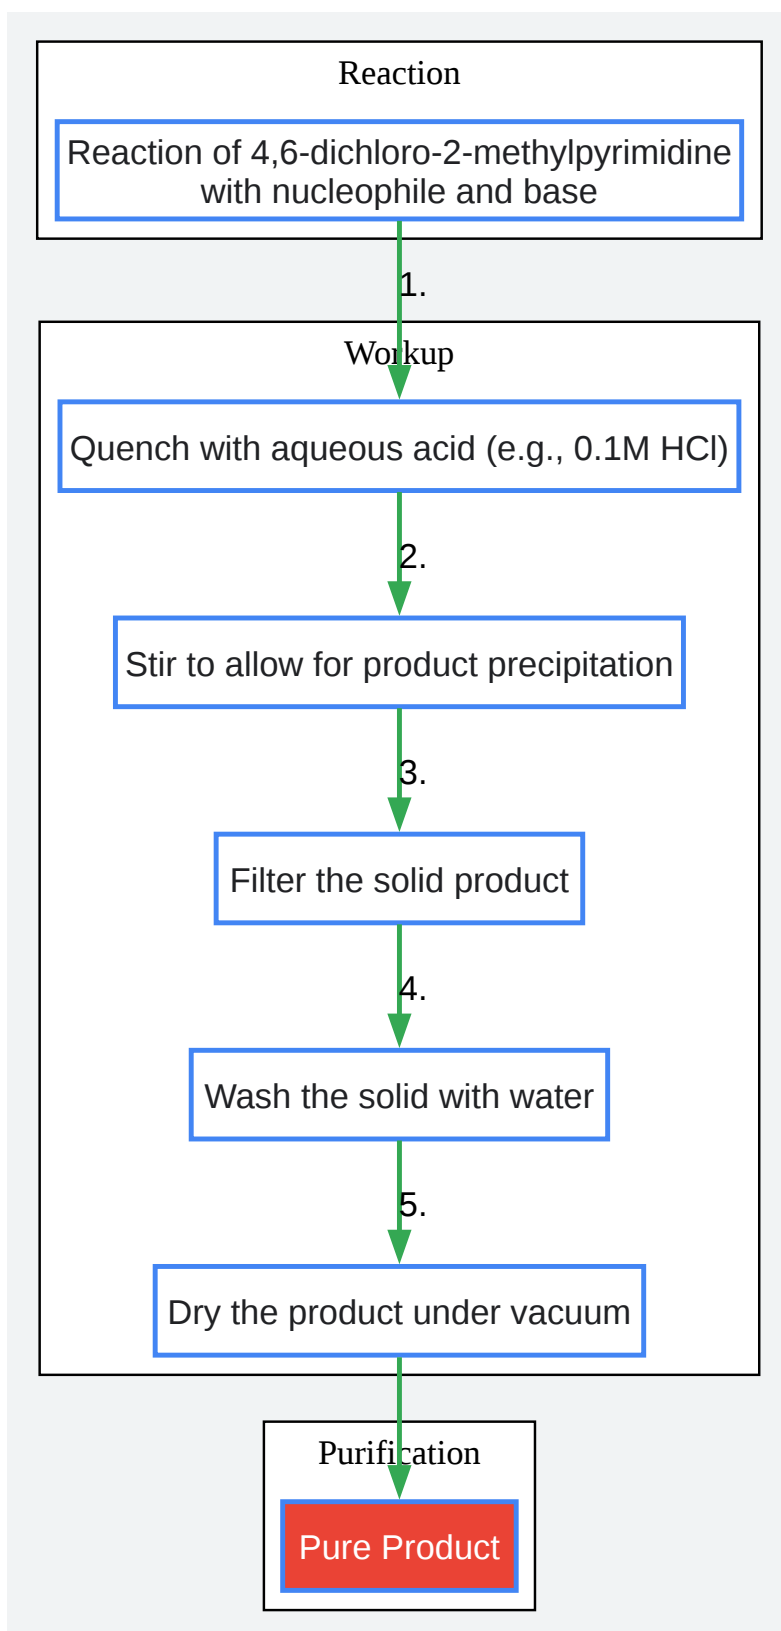 Reaction
Reaction of 4,6-dichloro-2-methylpyrimidine
with nucleophile and base
1.
Workup
Quench with aqueous acid (e.g., 0.1M HCl)
2.
Stir to allow for product precipitation
3.
Filter the solid product
4.
Wash the solid with water
5.
Dry the product under vacuum
Purification
Pure Product